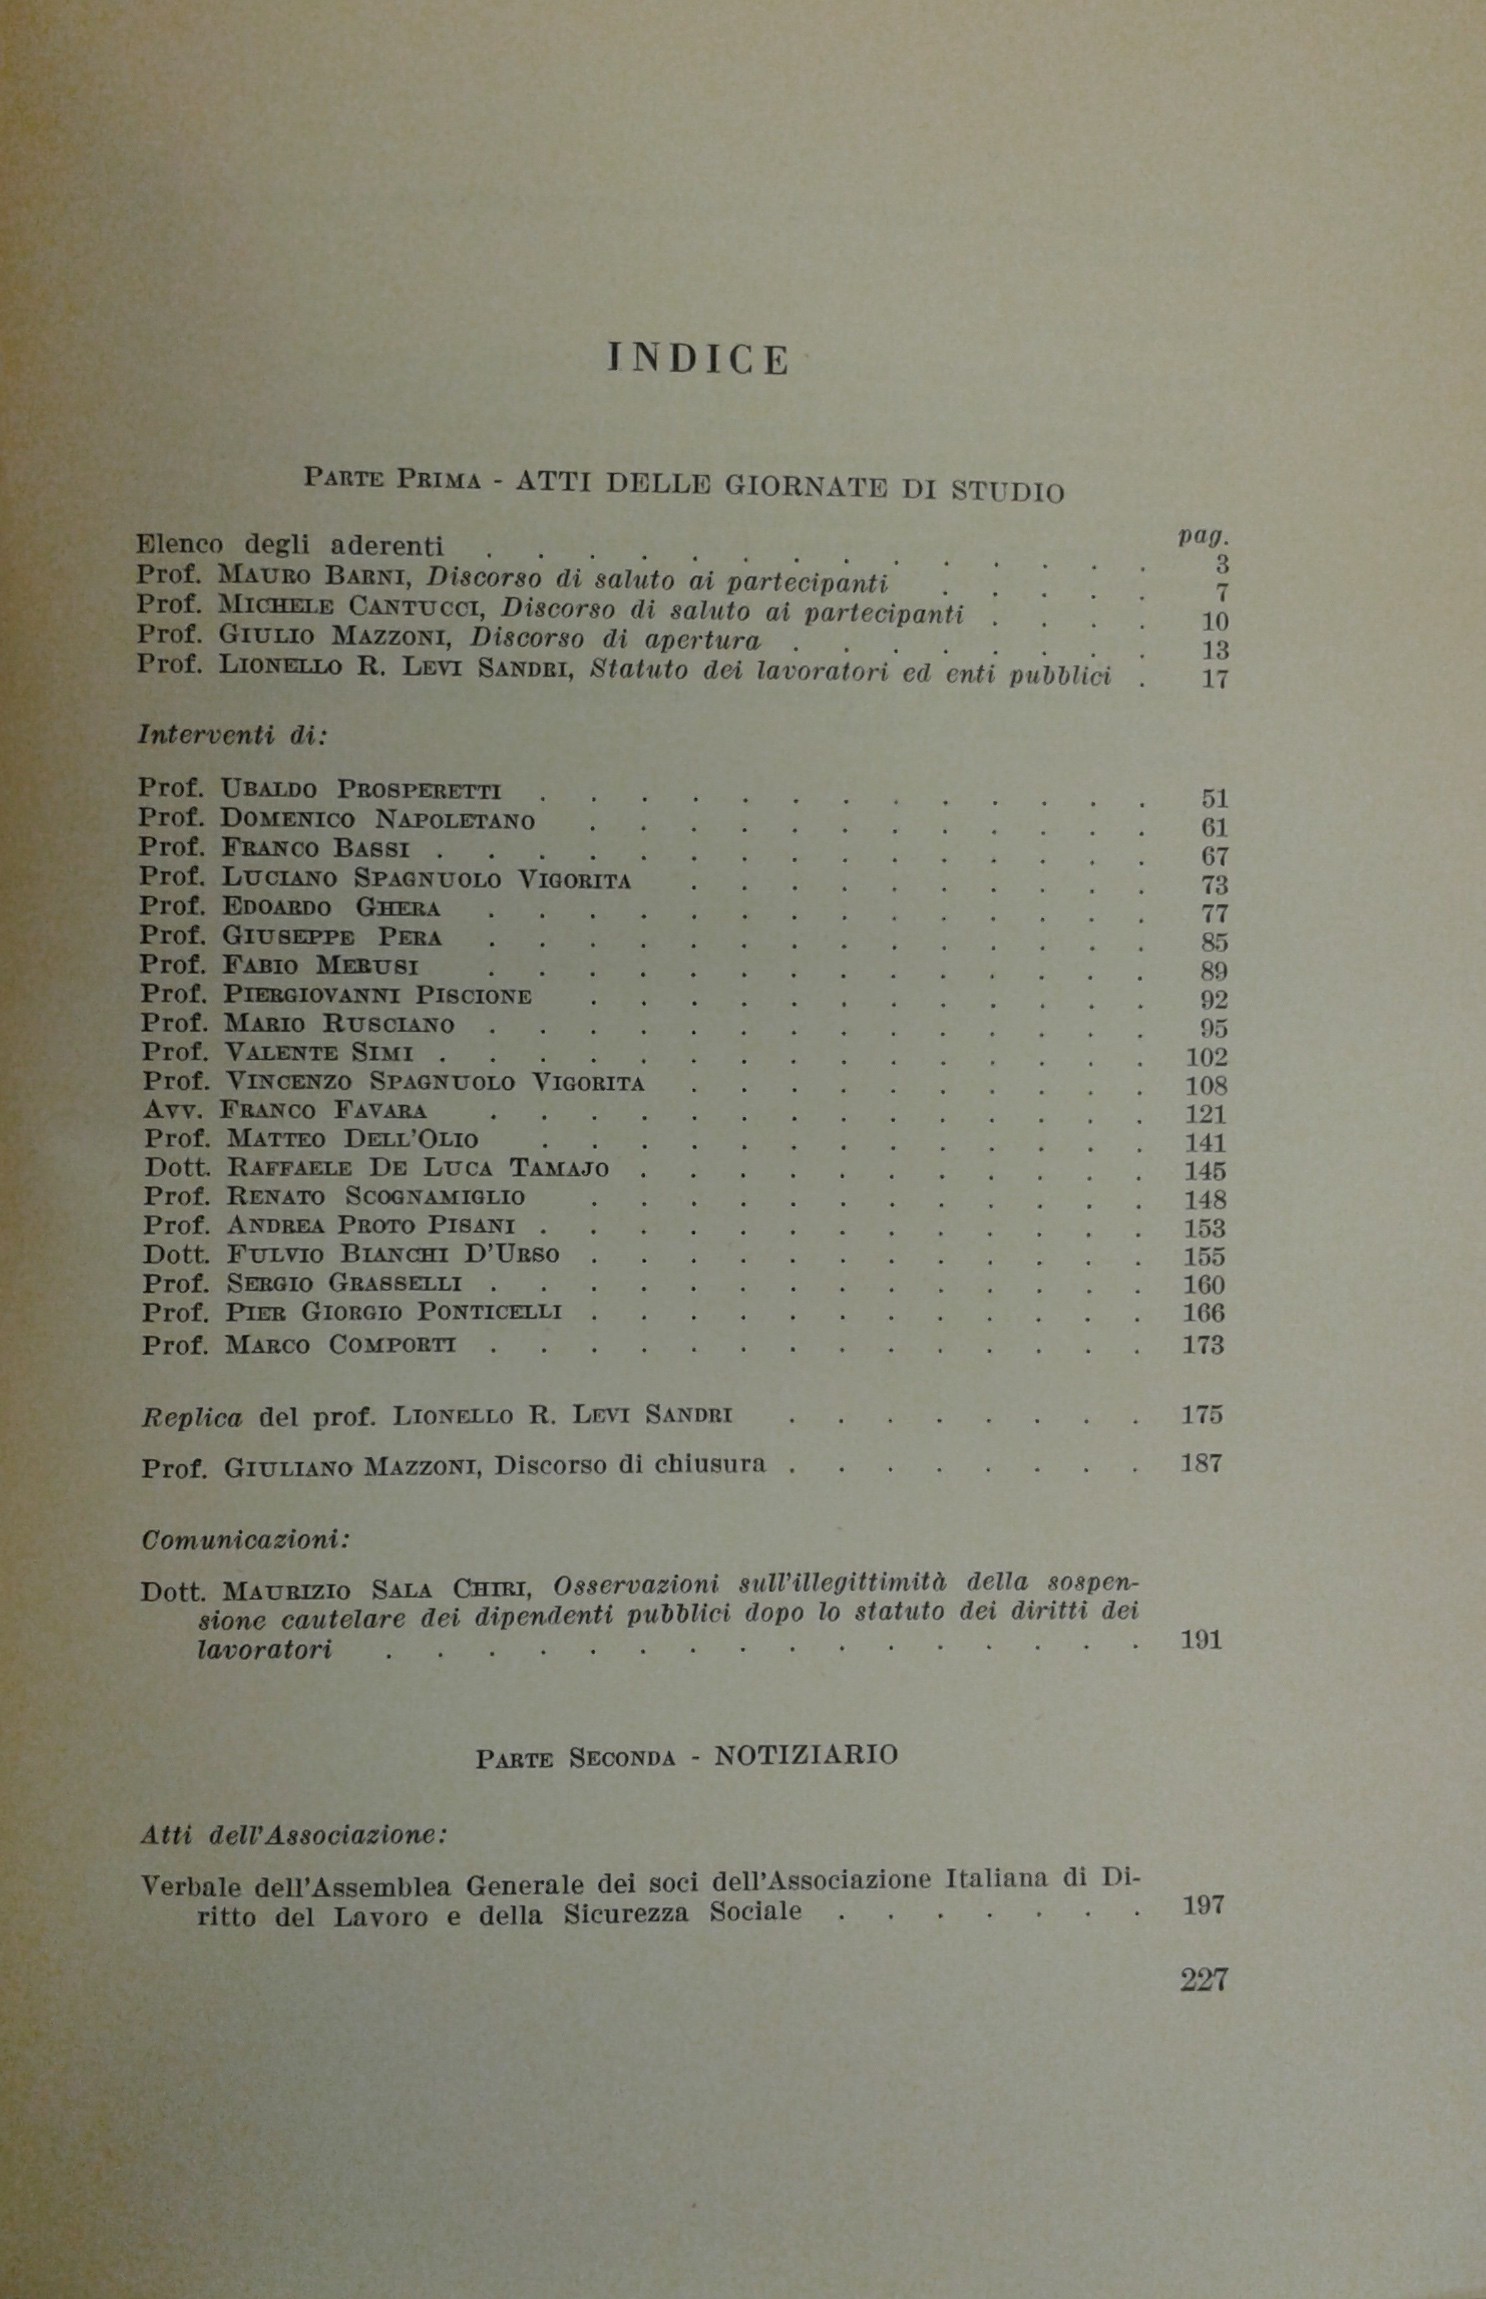 INDICE
PARTE PRIMA - ATTI DELLE GIORNATE DI STUDIO
pag.
Elenco degli aderenti . . . . . . . . . . . . . . 3
Prof. MAURO BARNI, Discorso di saluto ai partecipanti . . . . . 7
Prof. MICHELE CANTUCCI, Discorso di saluto ai partecipanti . . . . 10
Prof. GIULIO MAZZONI, Discorso di apertura . . . . . . . . 13
Prof. LIONELLO R. LEVI SANDRI, Statuto dei lavoratori ed enti pubblici . 17
Interventi di:
Prof. UBALDO PROSPERETTI . . . . . . . . . . . . . 51
Prof. DOMENICO NAPOLETANO . . . . . . . . . . . . 61
Prof. FRANCO BASSI . . . . . . . . . . . . . . . 67
Prof. LUCIANO SPAGNUOLO VIGORITA . . . . . . . . . . 73
Prof. EDOARDO GHERA . . . . . . . . . . . . . . 77
Prof. GIUSEPPE PERA . . . . . . . . . . . . . . 85
Prof. FABIO MERUSI . . . . . . . . . . . . . . 89
Prof. PIERGIOVANNI PISCIONE . . . . . . . . . . . . 92
Prof. MARIO RUSCIANO . . . . . . . . . . . . . . 95
Prof. VALENTE SIMI . . . . . . . . . . . . . . . 102
Prof. VINCENZO SPAGNUOLO VIGORITA . . . . . . . . . . 108
Avv. FRANCO FAVARA . . . . . . . . . . . . . . 121
Prof. MATTEO DELL'OLIO . . . . . . . . . . . . . 141
Dott. RAFFAELE DE LUCA TAMAJO . . . . . . . . . . . 145
Prof. RENATO SCOGNAMIGLIO . . . . . . . . . . . . 148
Prof. ANDREA PROTO PISANI . . . . . . . . . . . . . 153
Dott. FULVIO BIANCHI D'URSO . . . . . . . . . . . . 155
Prof. SERGIO GRASSELLI . . . . . . . . . . . . . . 160
Prof. PIER GIORGIO PONTICELLI . . . . . . . . . . . . 166
Prof. MARCO COMPORTI . . . . . . . . . . . . . . 173
Replica del prof. LIONELLO R. LEVI SANDRI . . . . . . . . 175
Prof. GIULIANO MAZZONI, Discorso di chiusura . . . . . . . . 187
Comunicazioni:
Dott. MAURIZIO SALA CHIRI, Osservazioni sull'illegittimità della sospen-
sione cautelare dei dipendenti pubblici dopo lo statuto dei diritti dei
lavoratori . . . . . . . . . . . . . . . . 191
PARTE SECONDA - NOTIZIARIO
Atti dell'Associazione:
Verbale dell'Assemblea Generale dei soci dell'Associazione Italiana di Di-
ritto del Lavoro e della Sicurezza Sociale . . . . . . . 197
227